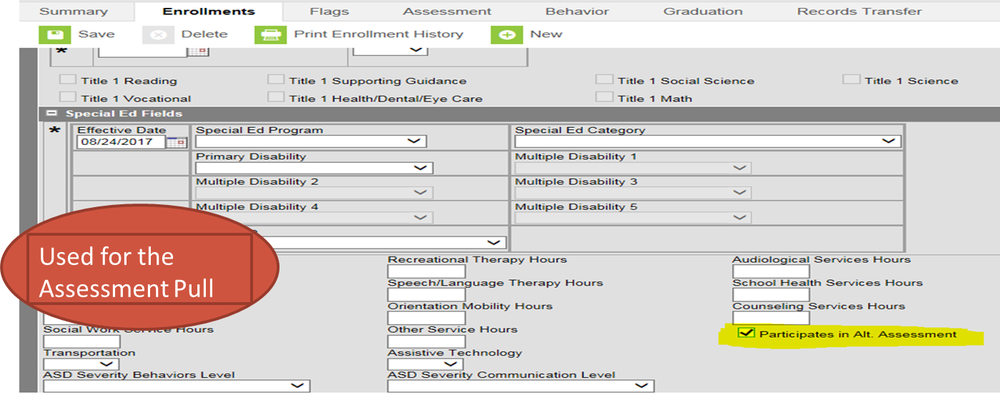 Summary Enrollments Flags Assessment Behavior Graduation Records Transfer
Save Delete Print Enrollment History New
*
Title 1 Reading Title 1 Supporting Guidance Title 1 Social Science Title 1 Science
Title 1 Vocational Title 1 Health/Dental/Eye Care Title 1 Math
Special Ed Fields
* Effective Date Special Ed Program Special Ed Category
08/24/2017
Primary Disability Multiple Disability 1
Multiple Disability 2 Multiple Disability 3
Multiple Disability 4 Multiple Disability 5
Used for the
Assessment Pull
Recreational Therapy Hours Audiological Services Hours
Speech/Language Therapy Hours School Health Services Hours
Orientation Mobility Hours Counseling Services Hours
Social Work Service Hours Other Service Hours
Participates in Alt. Assessment
Transportation Assistive Technology
ASD Severity Behaviors Level ASD Severity Communication Level